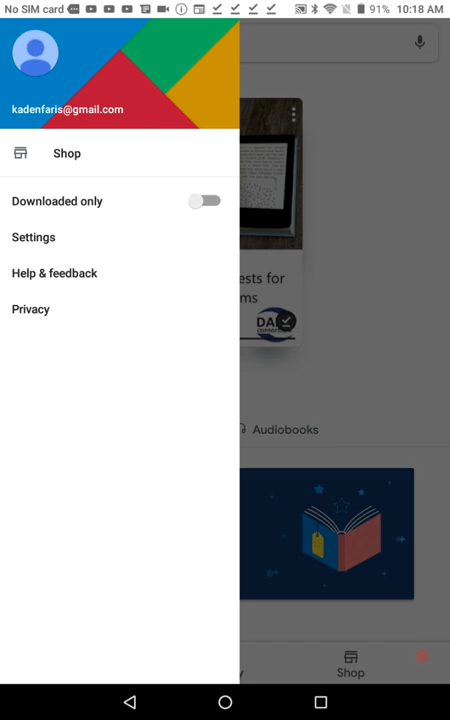 No SIM card 91% 10:18 AM
kadenfaris@gmail.com
Shop
Downloaded only
Settings
Help & feedback
Privacy
ests for
ms
Audiobooks
y
Shop